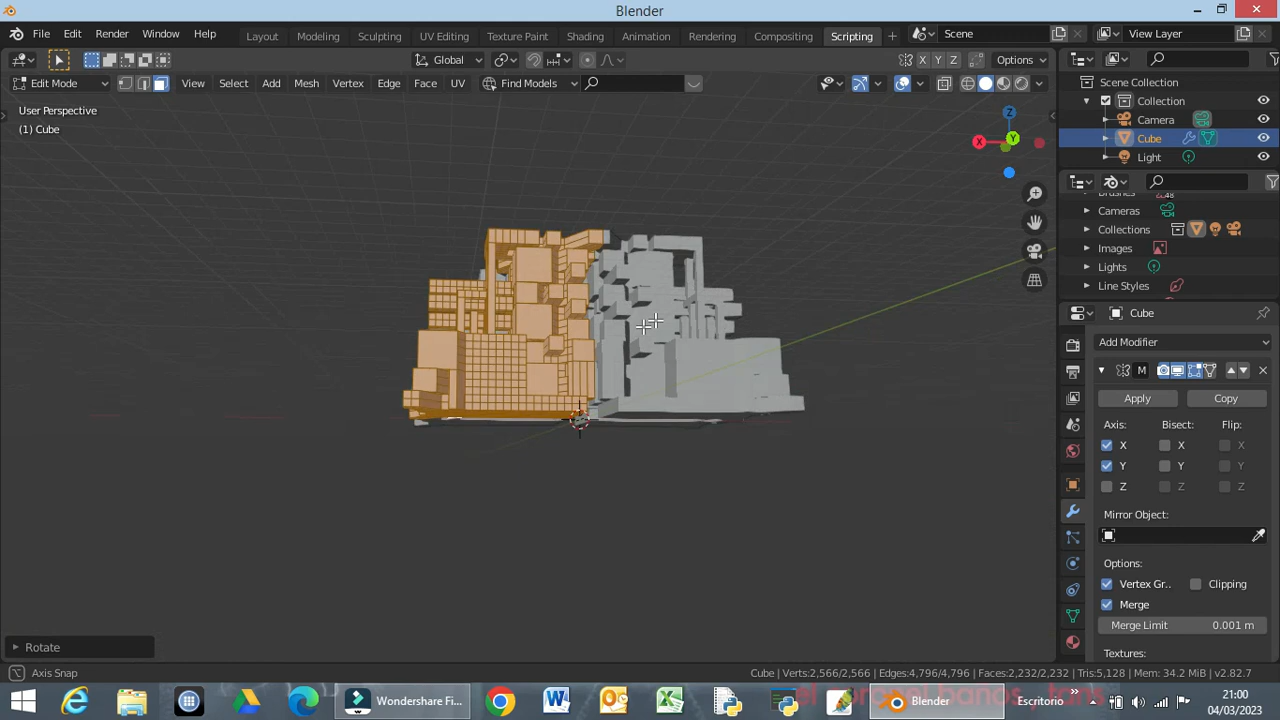 Blender
File Edit Render Window Help Layout Modeling Sculpting UV Editing Texture Paint Shading Animation Rendering Compositing Scripting + Scene View Layer
Global X Y Z Options
Edit Mode View Select Add Mesh Vertex Edge Face UV Find Models
User Perspective
(1) Cube
Z
X
Y
Scene Collection
Collection
Camera
Cube
Light
Brushes
48
Cameras
Collections
Images
Lights
Line Styles
Cube
Add Modifier
M
Apply Copy
Axis: Bisect: Flip:
X X X
Y Y Y
Z Z Z
Mirror Object:
Options:
Vertex Gr.. Clipping
Merge
Merge Limit 0.001 m
Textures:
Rotate
Axis Snap
Cube | Verts:2,566/2,566 | Edges:4,796/4,796 | Faces:2,232/2,232 | Tris:5,128 | Mem: 34.2 MiB | v2.82.7
Wondershare Fi...
Blender
Escritorio
21:00
04/03/2023